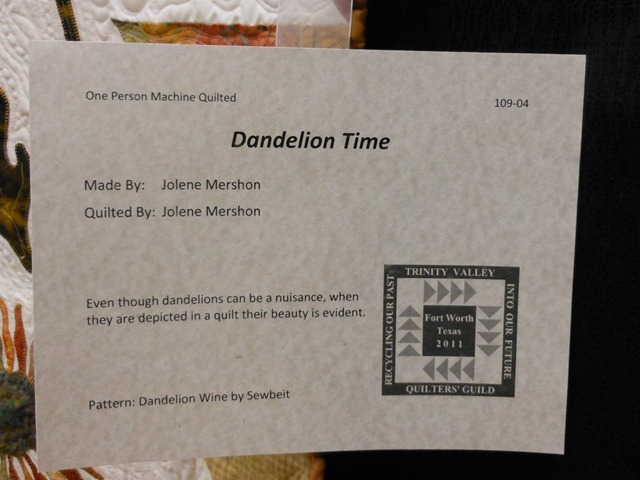 One Person Machine Quilted
109-04
Dandelion Time
Made By: Jolene Mershon
Quilted By: Jolene Mershon
Even though dandelions can be a nuisance, when
they are depicted in a quilt their beauty is evident.
Pattern: Dandelion Wine by Sewbeit
TRINITY VALLEY
RECYCLING OUR PAST
INTO OUR FUTURE
Fort Worth
Texas
2011
QUILTERS' GUILD